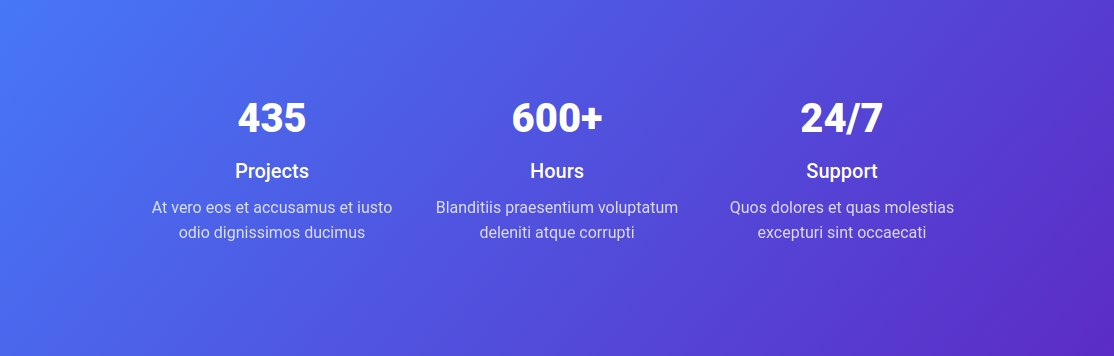 435
Projects
At vero eos et accusamus et iusto
odio dignissimos ducimus
600+
Hours
Blanditiis praesentium voluptatum
deleniti atque corrupti
24/7
Support
Quos dolores et quas molestias
excepturi sint occaecati